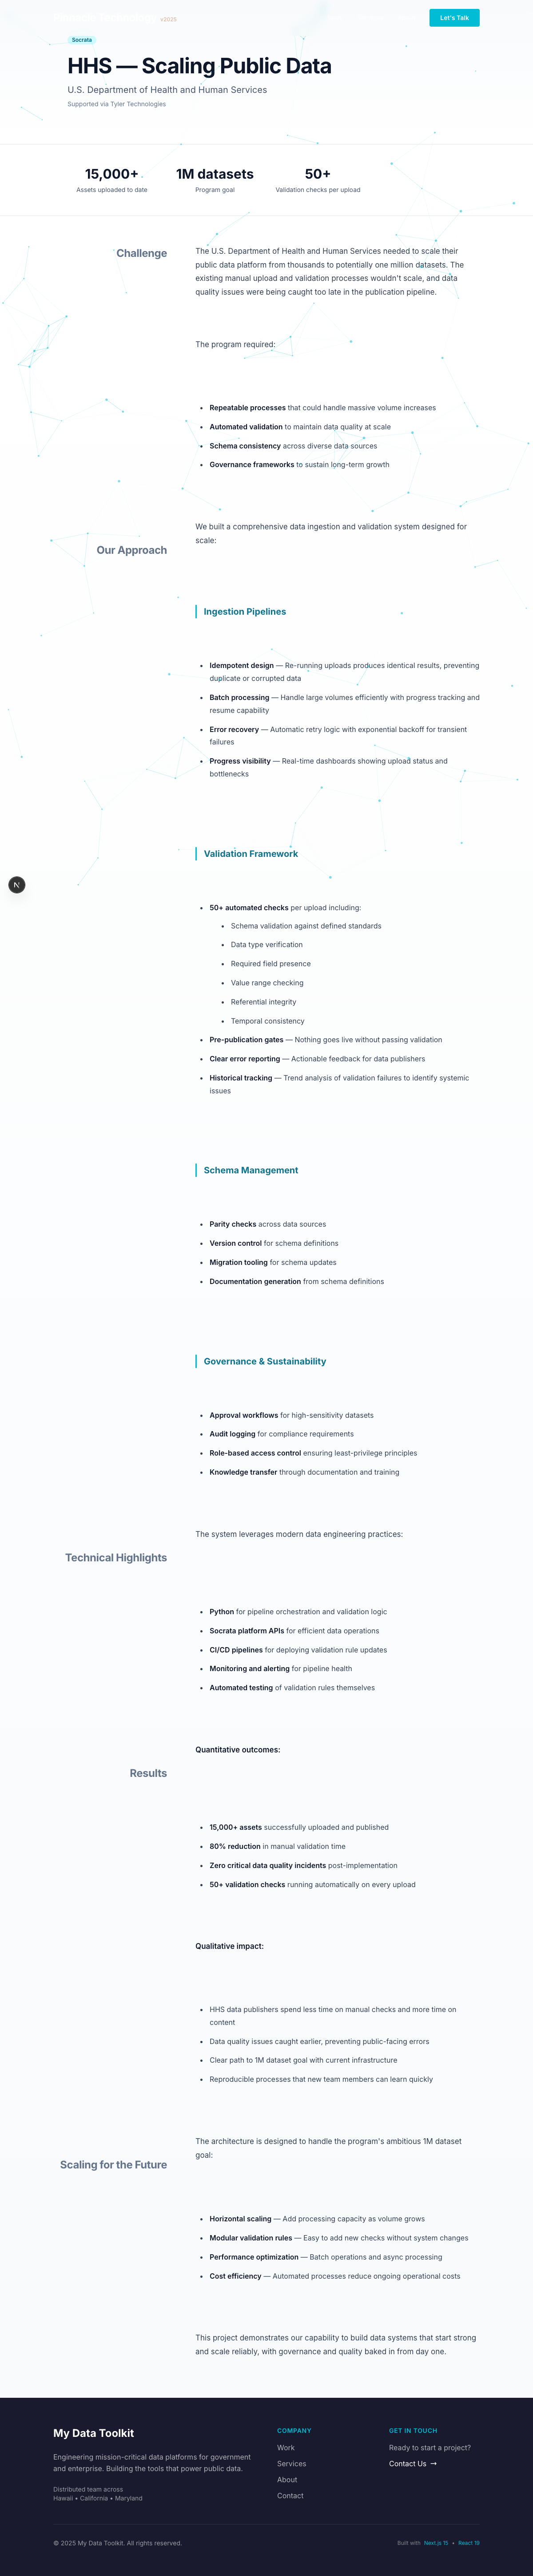 v2025
Let's Talk
Socrata
HHS — Scaling Public Data
U.S. Department of Health and Human Services
Supported via Tyler Technologies
15,000+
1M datasets
50+
Assets uploaded to date
Program goal
Validation checks per upload
Challenge
The U.S. Department of Health and Human Services needed to scale their
public data platform from thousands to potentially one million datasets. The
existing manual upload and validation processes wouldn't scale, and data
quality issues were being caught too late in the publication pipeline.
The program required:
• Repeatable processes that could handle massive volume increases
• Automated validation to maintain data quality at scale
• Schema consistency across diverse data sources
• Governance frameworks to sustain long-term growth
Our Approach
We built a comprehensive data ingestion and validation system designed for
scale:
Ingestion Pipelines
• Idempotent design — Re-running uploads produces identical results, preventing
duplicate or corrupted data
• Batch processing — Handle large volumes efficiently with progress tracking and
resume capability
• Error recovery — Automatic retry logic with exponential backoff for transient
failures
• Progress visibility — Real-time dashboards showing upload status and
bottlenecks
Validation Framework
N
• 50+ automated checks per upload including:
• Schema validation against defined standards
• Data type verification
• Required field presence
• Value range checking
• Referential integrity
• Temporal consistency
• Pre-publication gates — Nothing goes live without passing validation
• Clear error reporting — Actionable feedback for data publishers
• Historical tracking — Trend analysis of validation failures to identify systemic
issues
Schema Management
• Parity checks across data sources
• Version control for schema definitions
• Migration tooling for schema updates
• Documentation generation from schema definitions
Governance & Sustainability
• Approval workflows for high-sensitivity datasets
• Audit logging for compliance requirements
• Role-based access control ensuring least-privilege principles
• Knowledge transfer through documentation and training
Technical Highlights
The system leverages modern data engineering practices:
• Python for pipeline orchestration and validation logic
• Socrata platform APIs for efficient data operations
• CI/CD pipelines for deploying validation rule updates
• Monitoring and alerting for pipeline health
• Automated testing of validation rules themselves
Results
Quantitative outcomes:
• 15,000+ assets successfully uploaded and published
• 80% reduction in manual validation time
• Zero critical data quality incidents post-implementation
• 50+ validation checks running automatically on every upload
Qualitative impact:
• HHS data publishers spend less time on manual checks and more time on
content
• Data quality issues caught earlier, preventing public-facing errors
• Clear path to 1M dataset goal with current infrastructure
• Reproducible processes that new team members can learn quickly
Scaling for the Future
The architecture is designed to handle the program's ambitious 1M dataset
goal:
• Horizontal scaling — Add processing capacity as volume grows
• Modular validation rules — Easy to add new checks without system changes
• Performance optimization — Batch operations and async processing
• Cost efficiency — Automated processes reduce ongoing operational costs
This project demonstrates our capability to build data systems that start strong
and scale reliably, with governance and quality baked in from day one.
My Data Toolkit
Engineering mission-critical data platforms for government
and enterprise. Building the tools that power public data.
Distributed team across
Hawaii • California • Maryland
COMPANY
Work
Services
About
Contact
GET IN TOUCH
Ready to start a project?
Contact Us →
© 2025 My Data Toolkit. All rights reserved.
Built with Next.js 15 • React 19